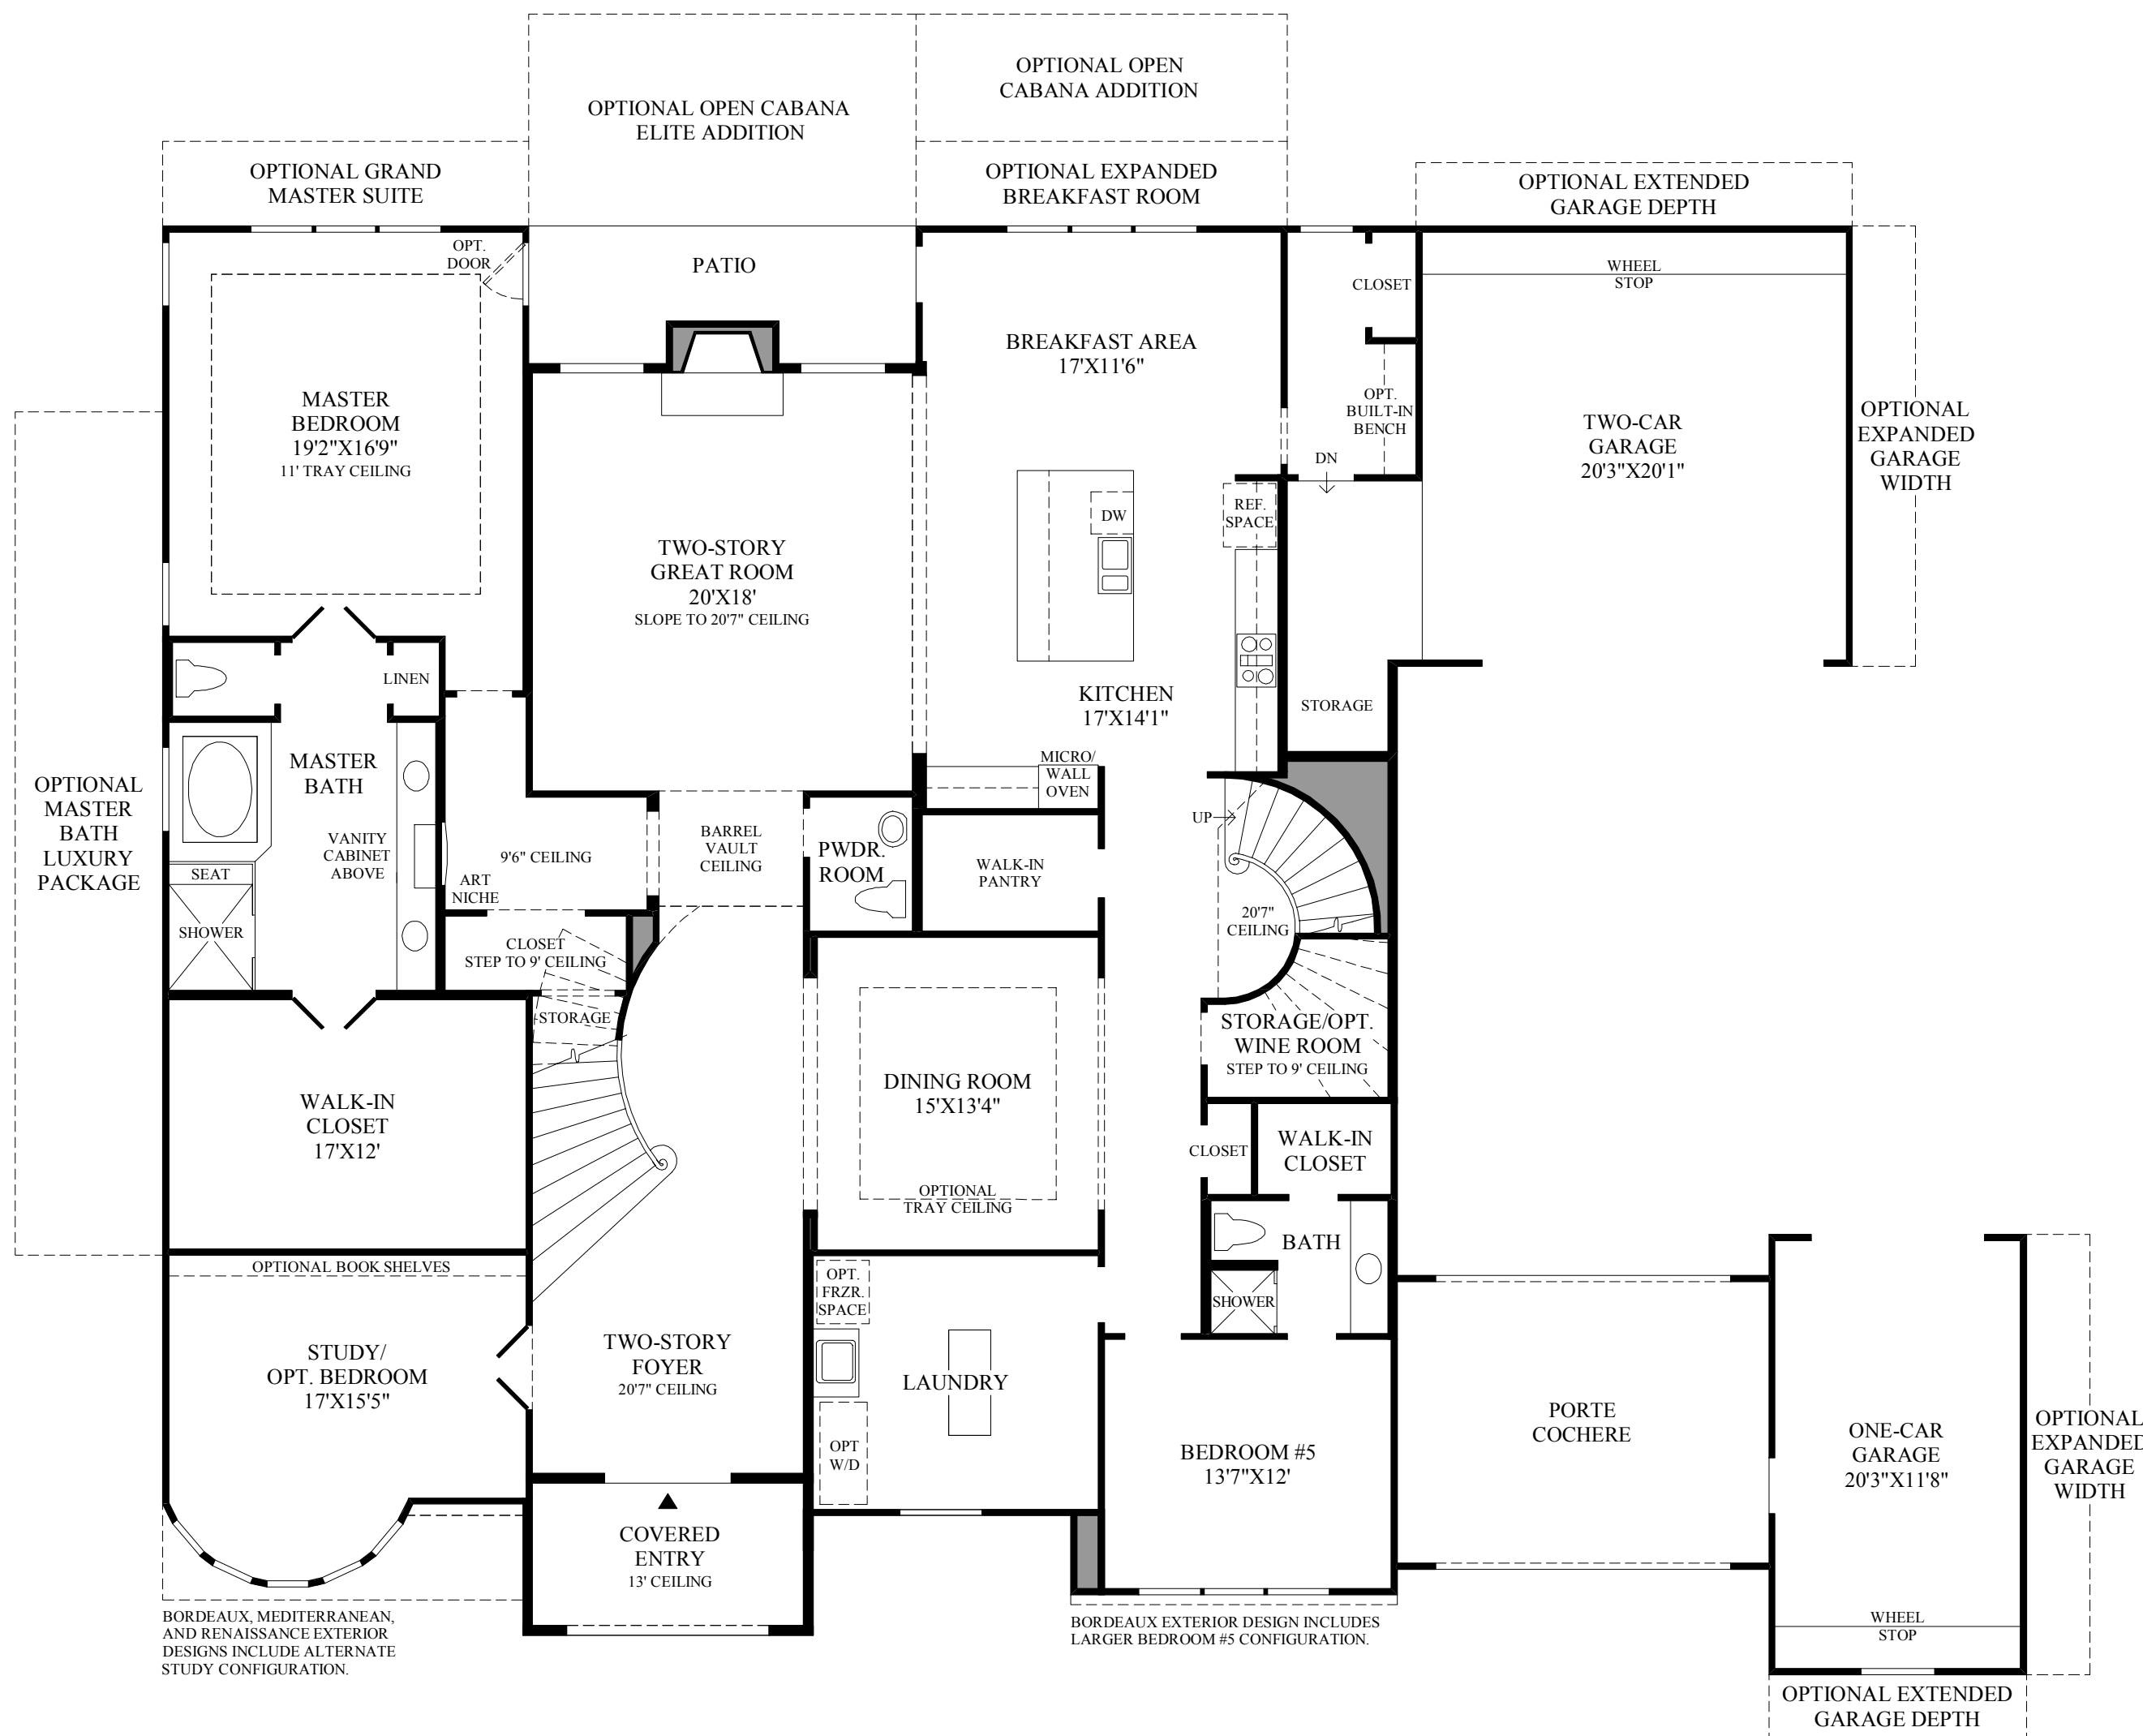 OPTIONAL OPEN
CABANA ADDITION
OPTIONAL OPEN CABANA
ELITE ADDITION
OPTIONAL GRAND
MASTER SUITE
OPTIONAL EXPANDED
BREAKFAST ROOM
OPTIONAL EXTENDED
GARAGE DEPTH
OPT.
DOOR
PATIO
WHEEL
STOP
CLOSET
BREAKFAST AREA
17'X11'6"
MASTER
BEDROOM
19'2"X16'9"
11' TRAY CEILING
OPT.
BUILT-IN
BENCH
TWO-CAR
GARAGE
20'3"X20'1"
OPTIONAL
EXPANDED
GARAGE
WIDTH
DN
REF.
SPACE
DW
TWO-STORY
GREAT ROOM
20'X18'
SLOPE TO 20'7" CEILING
LINEN
KITCHEN
17'X14'1"
STORAGE
OPTIONAL
MASTER
BATH
LUXURY
PACKAGE
MASTER
BATH
MICRO/
WALL
OVEN
UP
VANITY
CABINET
ABOVE
9'6" CEILING
BARREL
VAULT
CEILING
PWDR.
ROOM
WALK-IN
PANTRY
SEAT
ART
NICHE
SHOWER
20'7"
CEILING
CLOSET
STEP TO 9' CEILING
STORAGE
STORAGE/OPT.
WINE ROOM
STEP TO 9' CEILING
DINING ROOM
15'X13'4"
WALK-IN
CLOSET
17'X12'
CLOSET
WALK-IN
CLOSET
OPTIONAL
TRAY CEILING
BATH
OPTIONAL BOOK SHELVES
OPT.
FRZR.
SPACE
SHOWER
STUDY/
OPT. BEDROOM
17'X15'5"
TWO-STORY
FOYER
20'7" CEILING
LAUNDRY
PORTE
COCHERE
OPTIONAL
EXPANDED
GARAGE
WIDTH
ONE-CAR
GARAGE
20'3"X11'8"
OPT
W/D
BEDROOM #5
13'7"X12'
COVERED
ENTRY
13' CEILING
BORDEAUX, MEDITERRANEAN,
AND RENAISSANCE EXTERIOR
DESIGNS INCLUDE ALTERNATE
STUDY CONFIGURATION.
BORDEAUX EXTERIOR DESIGN INCLUDES
LARGER BEDROOM #5 CONFIGURATION.
WHEEL
STOP
OPTIONAL EXTENDED
GARAGE DEPTH